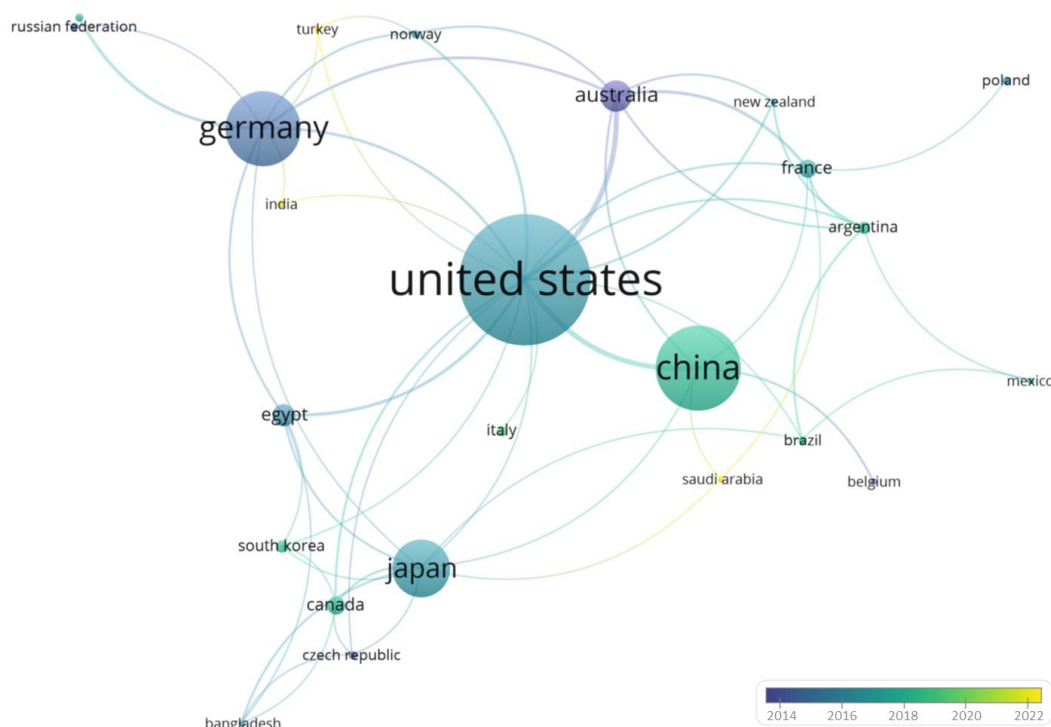 russian federation
turkey
norway
poland
australia
new zealand
germany
france
india
argentina
united states
china
mexico
egypt
italy
brazil
saudi arabia
belgium
south korea
japan
canada
czech republic
bangladesh
2014 2016 2018 2020 2022